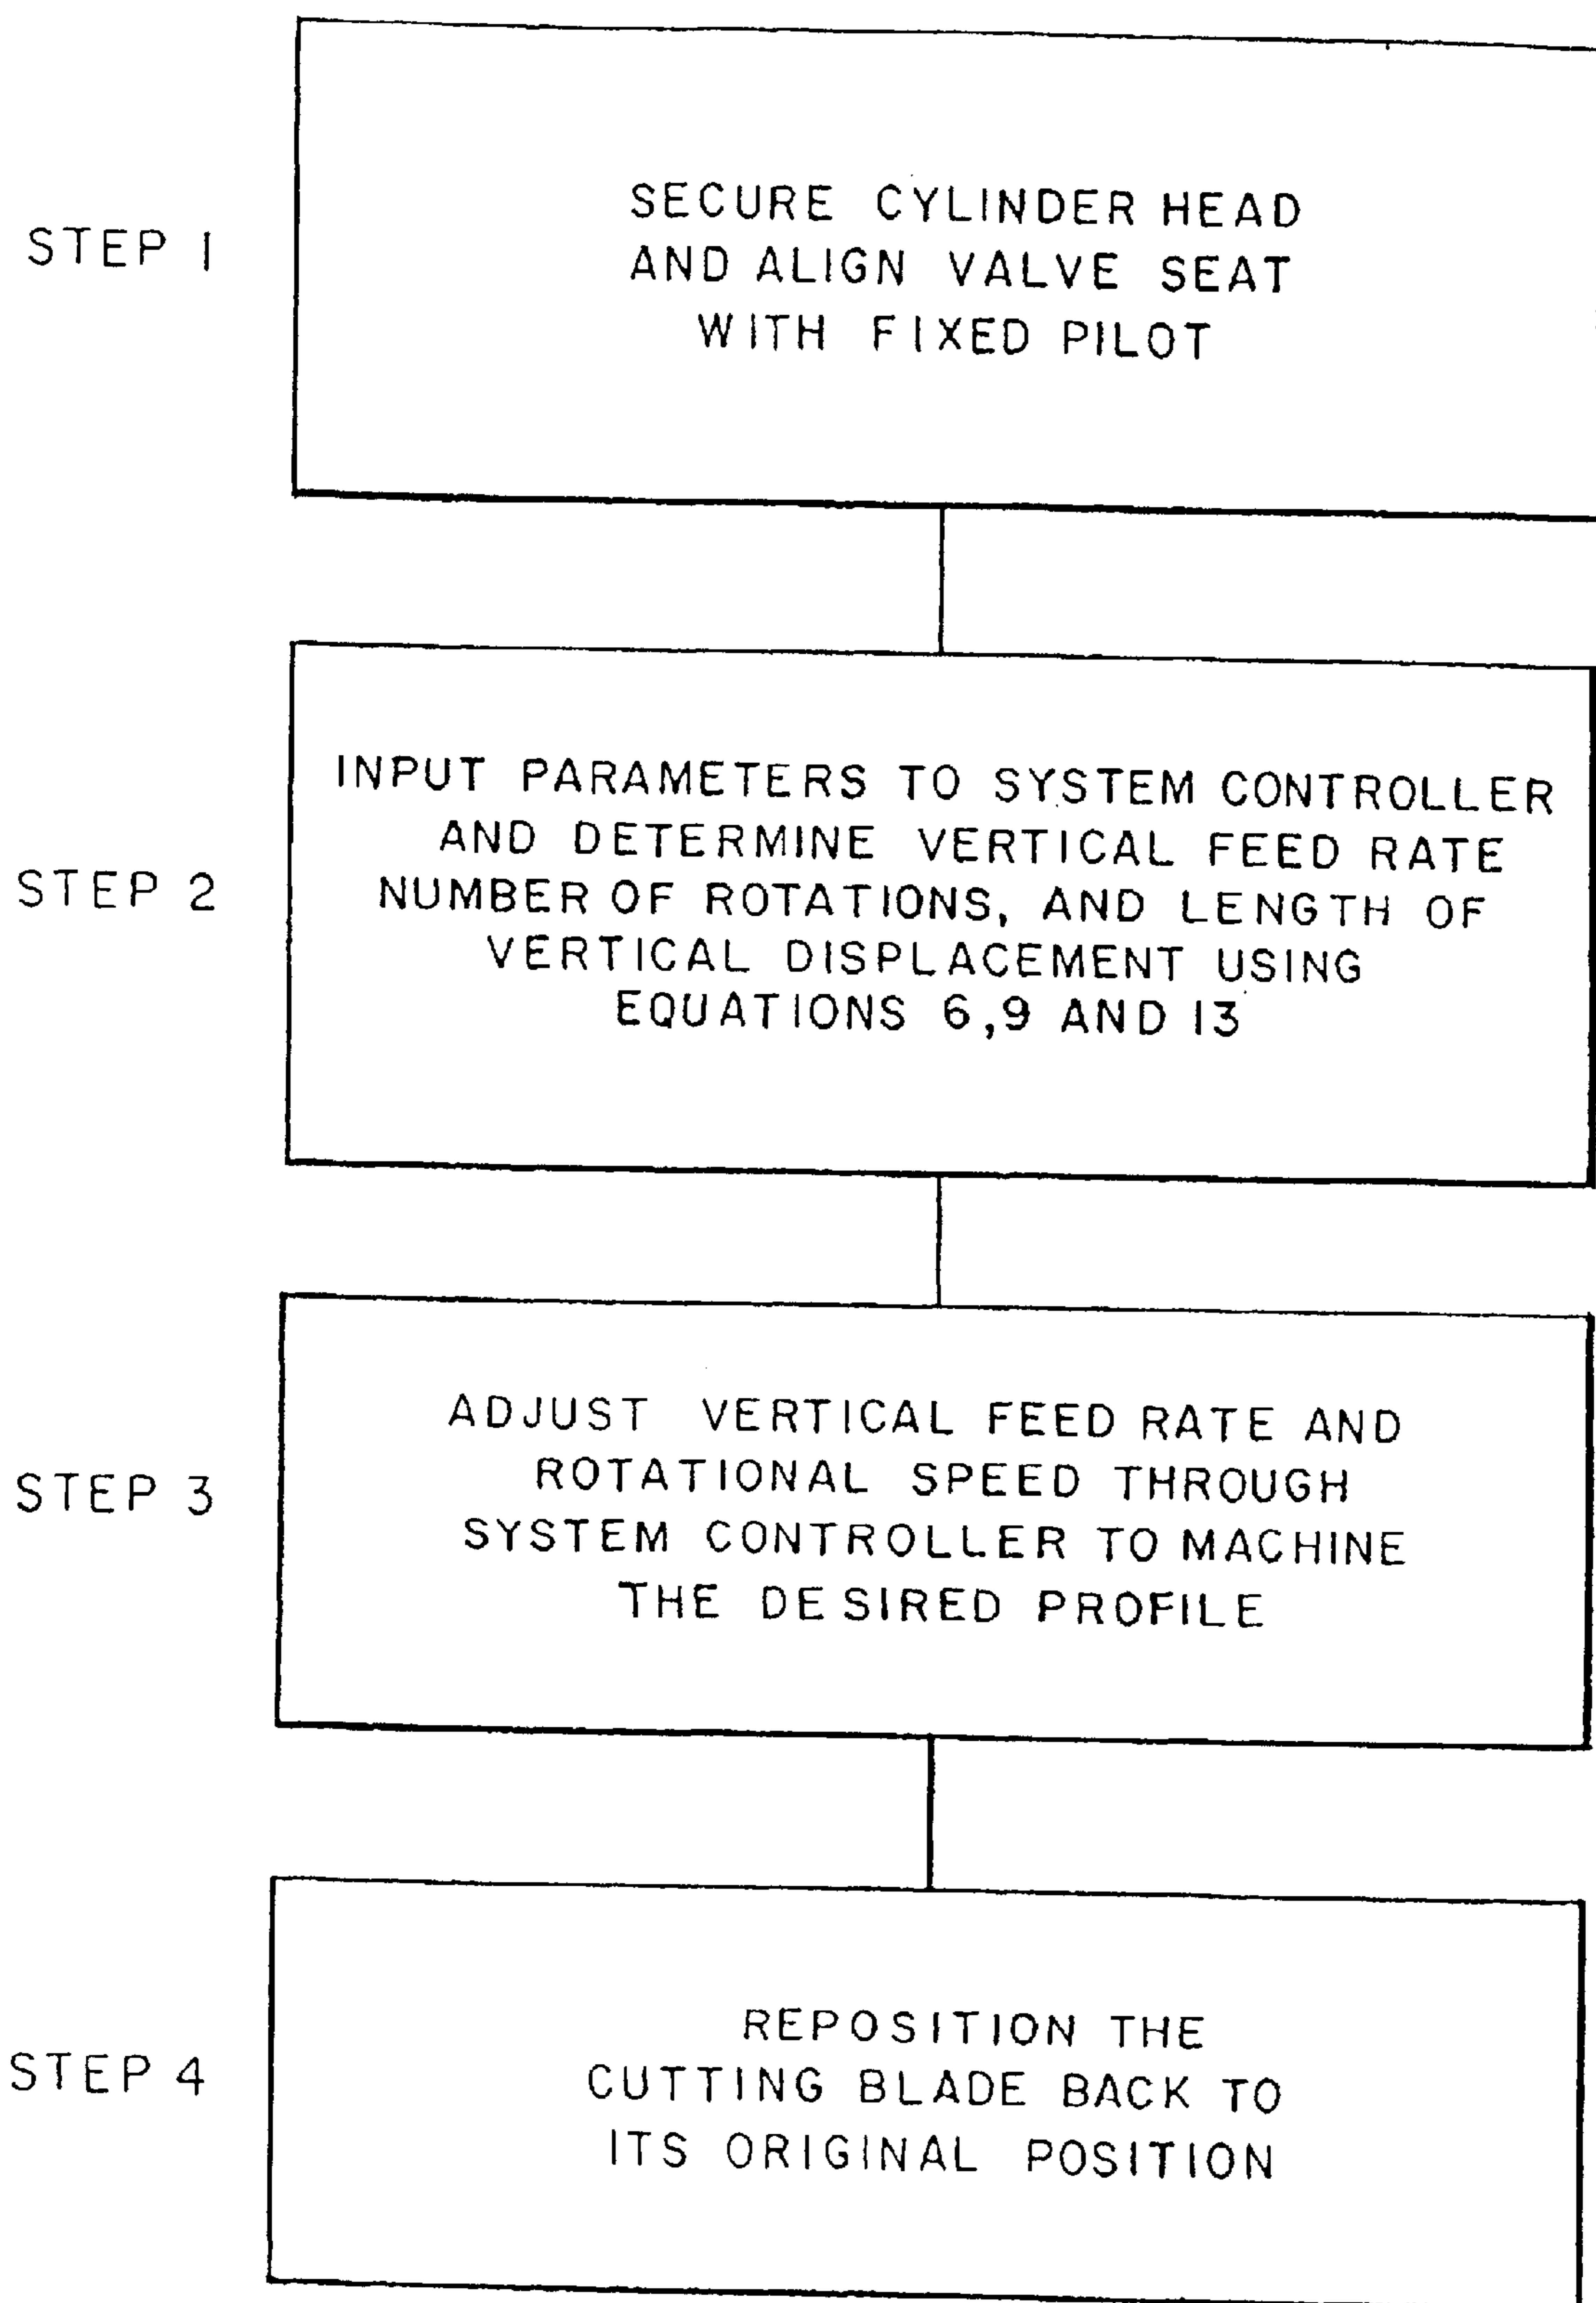 STEP 1
SECURE CYLINDER HEAD
AND ALIGN VALVE SEAT
WITH FIXED PILOT
STEP 2
INPUT PARAMETERS TO SYSTEM CONTROLLER
AND DETERMINE VERTICAL FEED RATE
NUMBER OF ROTATIONS, AND LENGTH OF
VERTICAL DISPLACEMENT USING
EQUATIONS 6,9 AND 13
STEP 3
ADJUST VERTICAL FEED RATE AND
ROTATIONAL SPEED THROUGH
SYSTEM CONTROLLER TO MACHINE
THE DESIRED PROFILE
STEP 4
REPOSITION THE
CUTTING BLADE BACK TO
ITS ORIGINAL POSITION